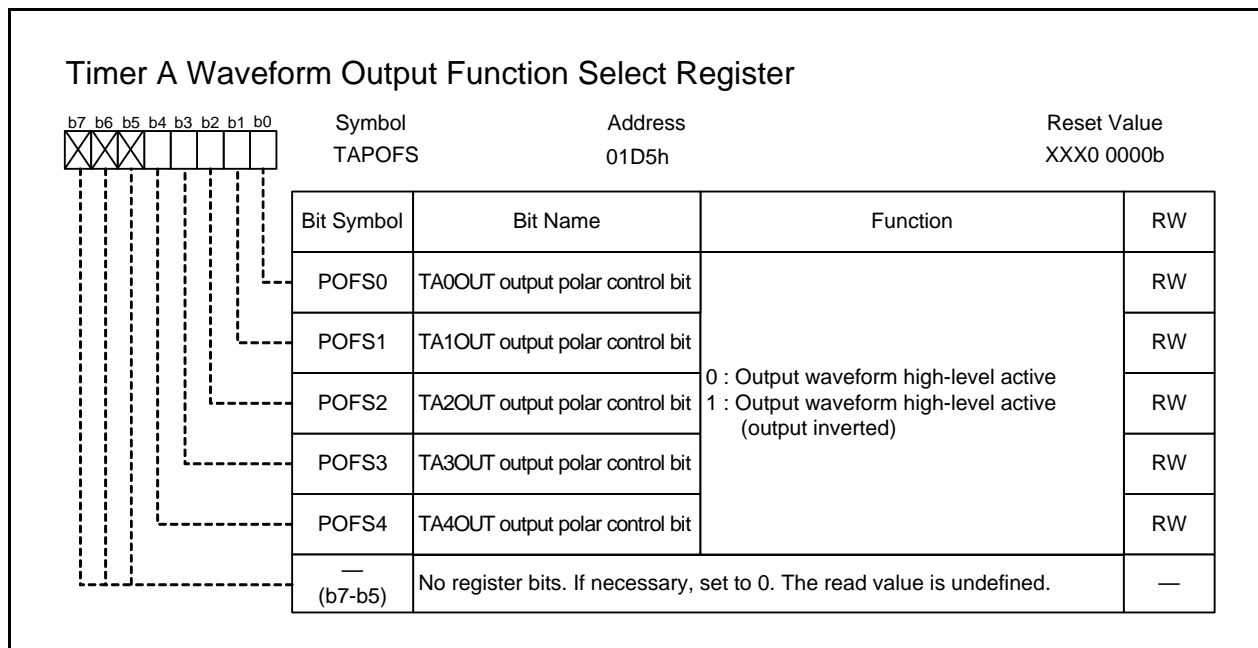 Timer A Waveform Output Function Select Register
b7 b6 b5 b4 b3 b2 b1 b0
Symbol Address Reset Value
TAPOFS 01D5h XXX0 0000b
Bit Symbol Bit Name Function RW
POFS0 TA0OUT output polar control bit RW
POFS1 TA1OUT output polar control bit RW
POFS2 TA2OUT output polar control bit RW
POFS3 TA3OUT output polar control bit RW
POFS4 TA4OUT output polar control bit RW
0 : Output waveform high-level active
1 : Output waveform high-level active
(output inverted)
—
(b7-b5) No register bits. If necessary, set to 0. The read value is undefined. —